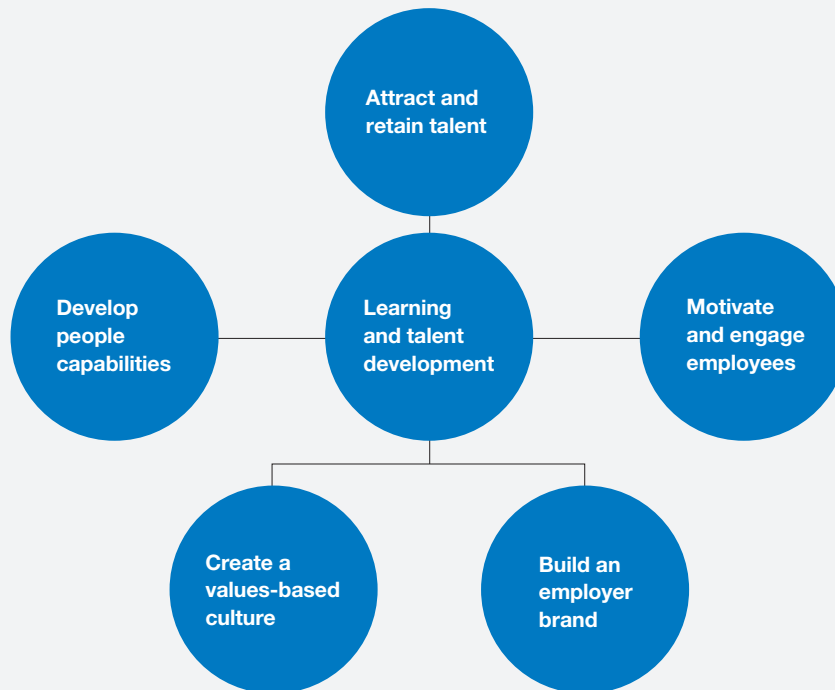 Attract and
retain talent
Develop
people
capabilities
Learning
and talent
development
Motivate
and engage
employees
Create a
values-based
culture
Build an
employer
brand